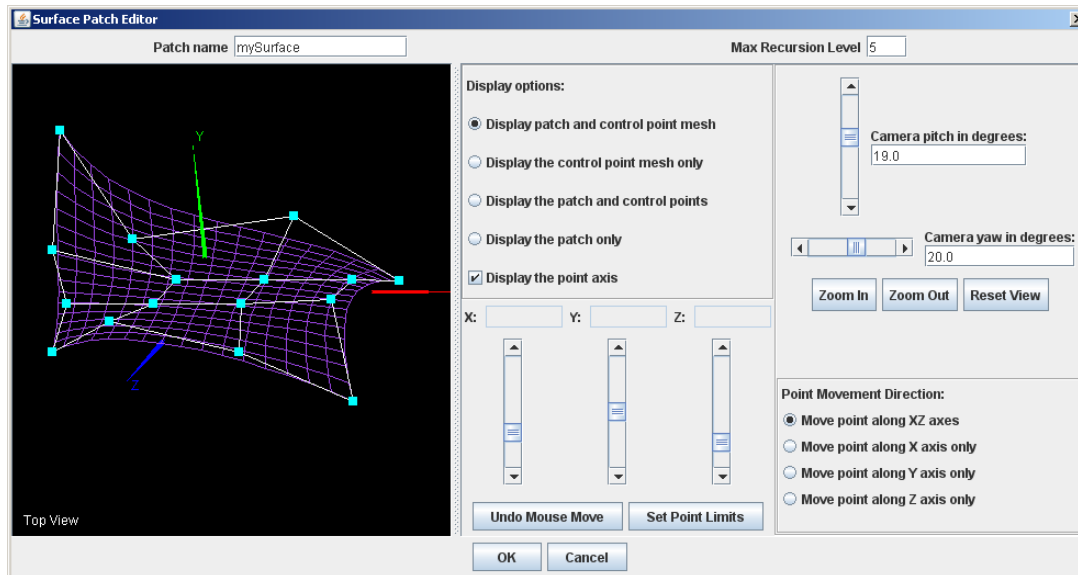 Surface Patch Editor
Patch name mySurface Max Recursion Level 5
Y
Z
Top View
Display options:
Display patch and control point mesh
Display the control point mesh only
Display the patch and control points
Display the patch only
Display the point axis
X: Y: Z:
Undo Mouse Move Set Point Limits
Camera pitch in degrees:
19.0
Camera yaw in degrees:
20.0
Zoom In Zoom Out Reset View
Point Movement Direction:
Move point along XZ axes
Move point along X axis only
Move point along Y axis only
Move point along Z axis only
OK Cancel